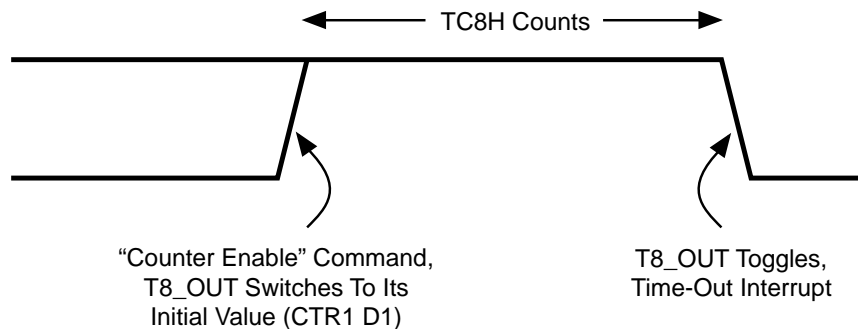 TC8H Counts
“Counter Enable” Command,
T8_OUT Switches To Its
Initial Value (CTR1 D1)
T8_OUT Toggles,
Time-Out Interrupt